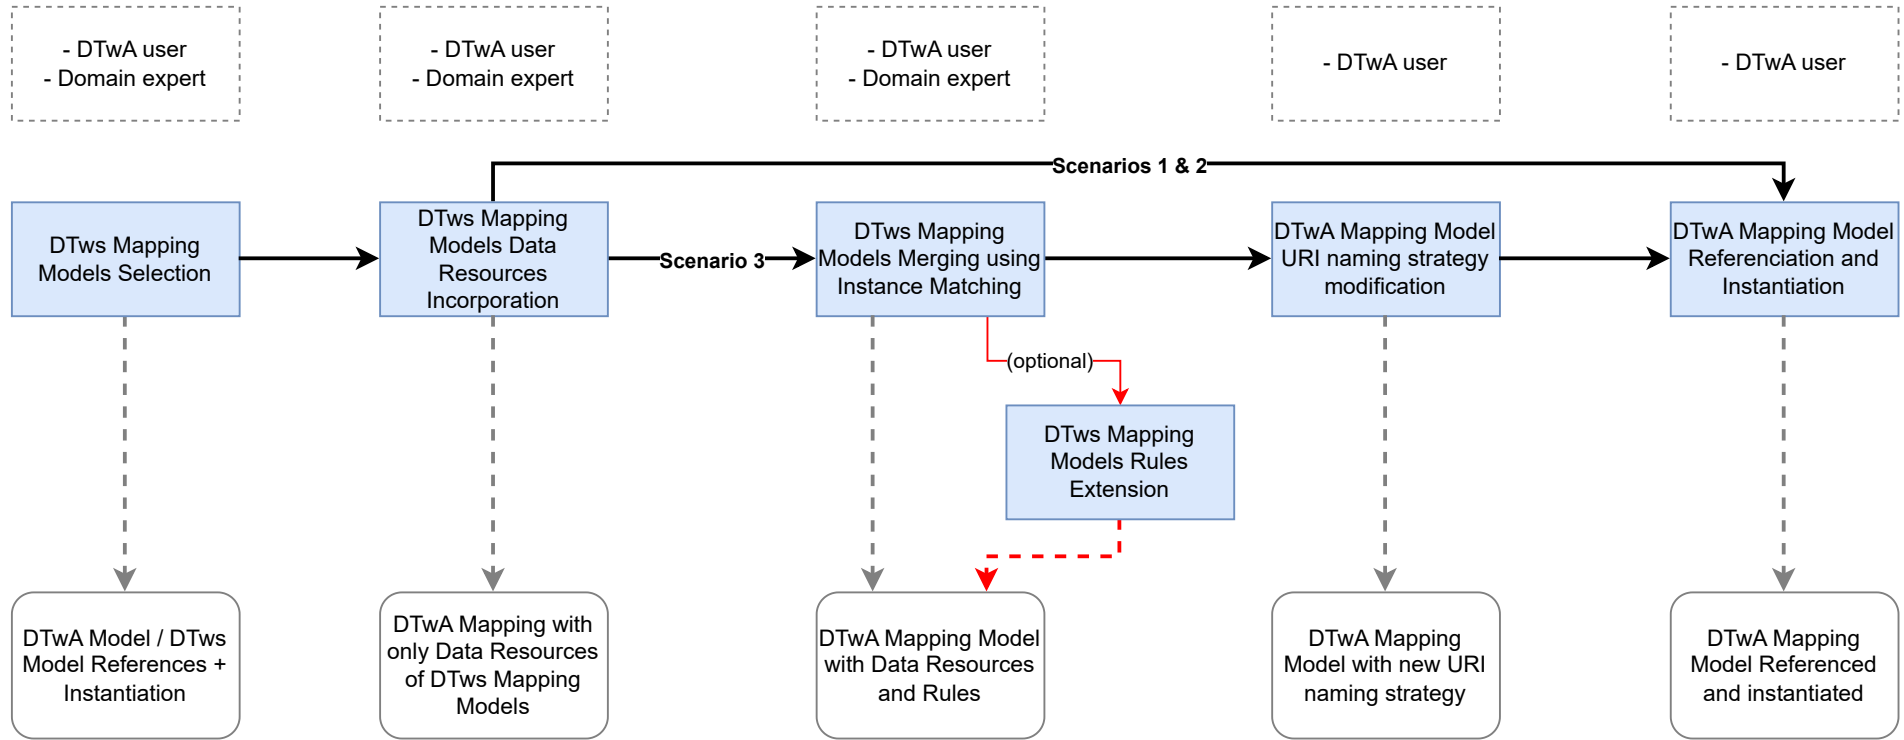 - DTwA user
- Domain expert
- DTwA user
- Domain expert
- DTwA user
- Domain expert
- DTwA user
- DTwA user
Scenarios 1 & 2
DTws Mapping
Models Selection
DTws Mapping
Models Data
Resources
Incorporation
Scenario 3
DTws Mapping
Models Merging using
Instance Matching
DTwA Mapping Model
URI naming strategy
modification
DTwA Mapping Model
Referenciation and
Instantiation
(optional)
DTws Mapping
Models Rules
Extension
DTwA Model / DTws
Model References +
Instantiation
DTwA Mapping with
only Data Resources
of DTws Mapping
Models
DTwA Mapping Model
with Data Resources
and Rules
DTwA Mapping
Model with new URI
naming strategy
DTwA Mapping
Model Referenced
and instantiated